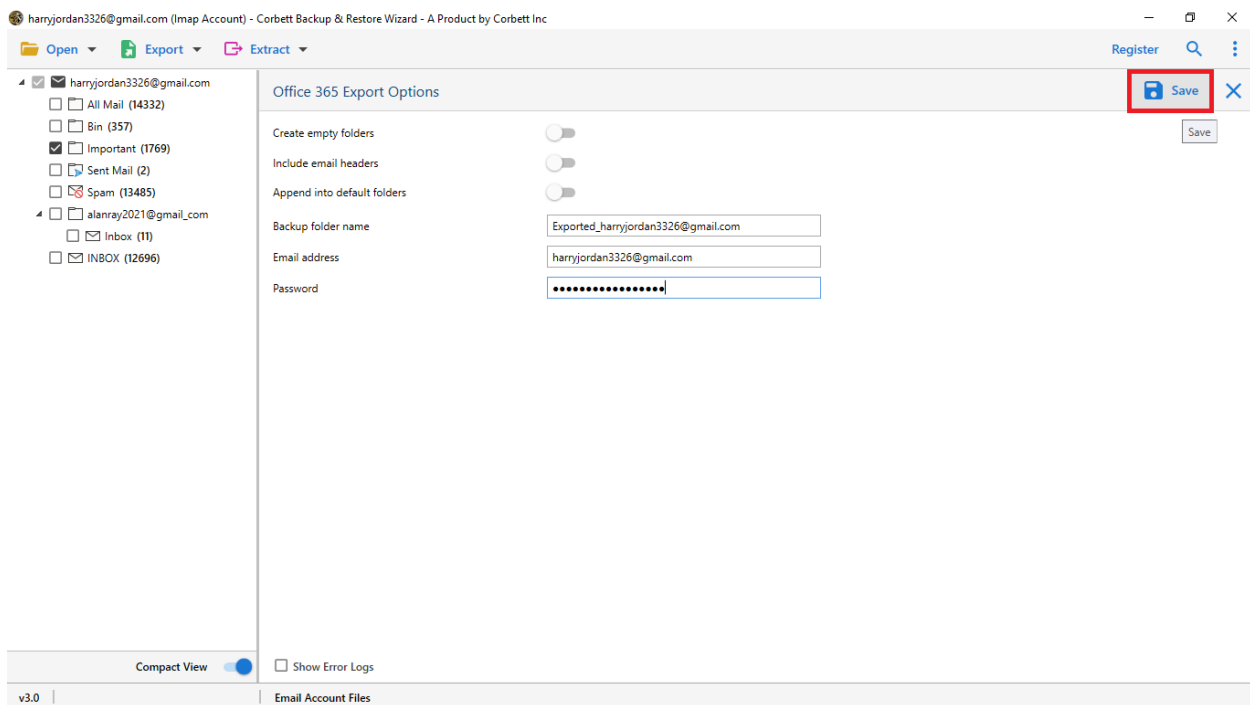 harryjordan3326@gmail.com (Imap Account) - Corbett Backup & Restore Wizard - A Product by Corbett Inc
Open Export Extract Register
harryjordan3326@gmail.com
All Mail (14332)
Bin (357)
Important (1769)
Sent Mail (2)
Spam (13485)
alanray2021@gmail_com
Inbox (11)
INBOX (12696)
Office 365 Export Options
Save
Save
Create empty folders
Include email headers
Append into default folders
Backup folder name Exported_harryjordan3326@gmail.com
Email address harryjordan3326@gmail.com
Password •••••••••••••••••
Compact View
Show Error Logs
v3.0
Email Account Files